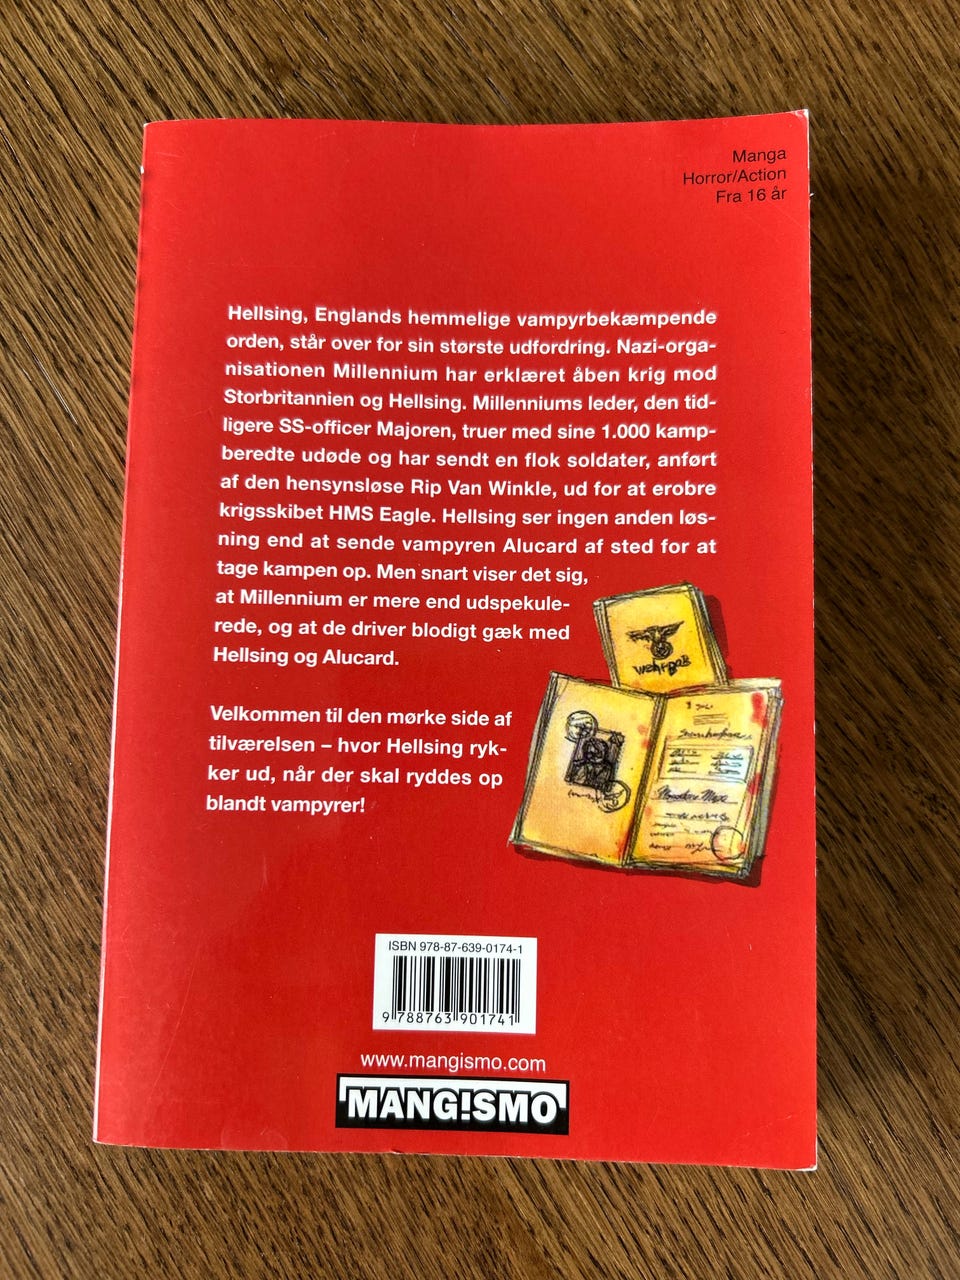 Manga
Horror/Action
Fra 16 år
Hellsing, Englands hemmelige vampyrbekæmpende
orden, står over for sin største udfordring. Nazi-orga-
nisationen Millennium har erklæret åben krig mod
Storbritannien og Hellsing. Millenniums leder, den tid-
ligere SS-officer Majoren, truer med sine 1.000 kamp-
beredte udøde og har sendt en flok soldater, anført
af den hensynsløse Rip Van Winkle, ud for at erobre
krigsskibet HMS Eagle. Hellsing ser ingen anden løs-
ning end at sende vampyren Alucard af sted for at
tage kampen op. Men snart viser det sig,
at Millennium er mere end udspekule-
rede, og at de driver blodigt gæk med
Hellsing og Alucard.
Velkommen til den mørke side af
tilværelsen – hvor Hellsing ryk-
ker ud, når der skal ryddes op
blandt vampyrer!
ISBN 978-87-639-0174-1
9 788763 901741
www.mangismo.com
MANG!SMO